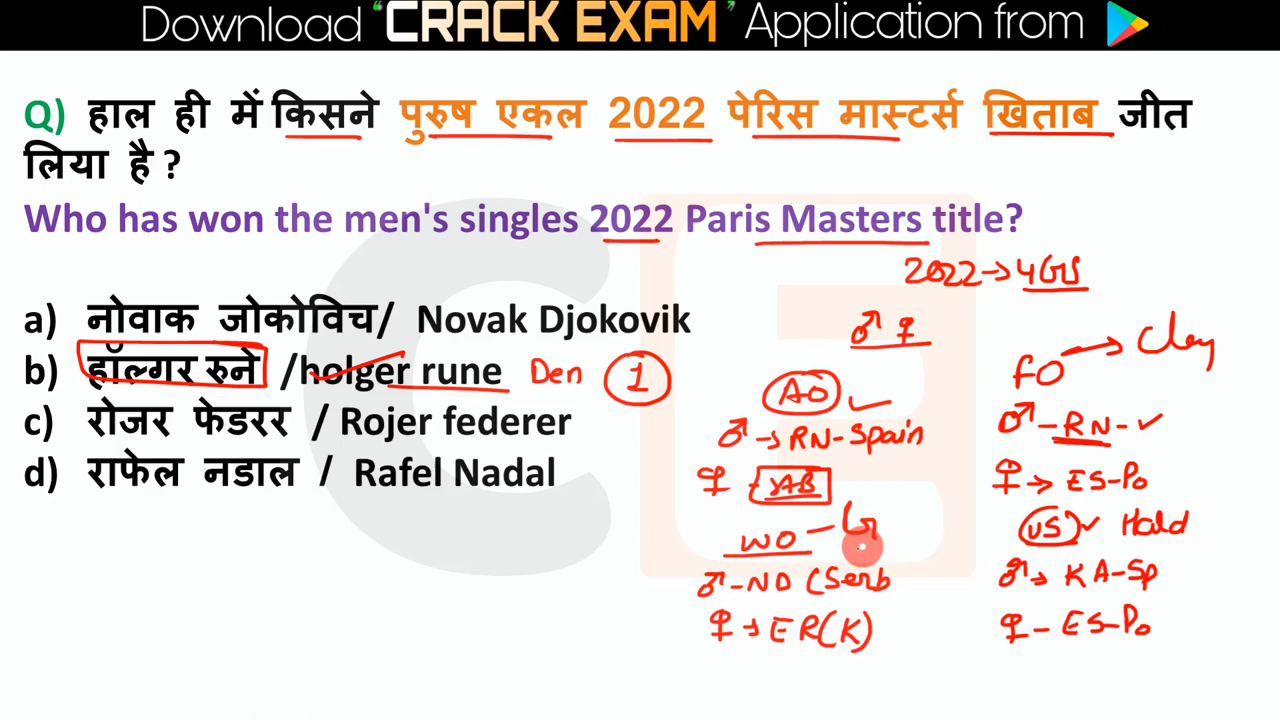 Download "CRACK EXAM" Application from
Q) हाल ही में किसने पुरुष एकल 2022 पेरिस मास्टर्स खिताब जीत
लिया है ?
Who has won the men's singles 2022 Paris Masters title?
2022→4GS
♂ ♀
a) नोवाक जोकोविच/ Novak Djokovik
b) हॉल्गर रुने /holger rune Den 1
c) रोजर फेडरर / Rojer federer
d) राफेल नडाल / Rafel Nadal
AO
♂→RN-Spain
♀
WO
♂-ND (Serb
♀→ER(K)
FO → Clay
♂-RN-✓
♀→ES-Po
US ✓
♂→KA-Sp
♀-ES-Po
CE